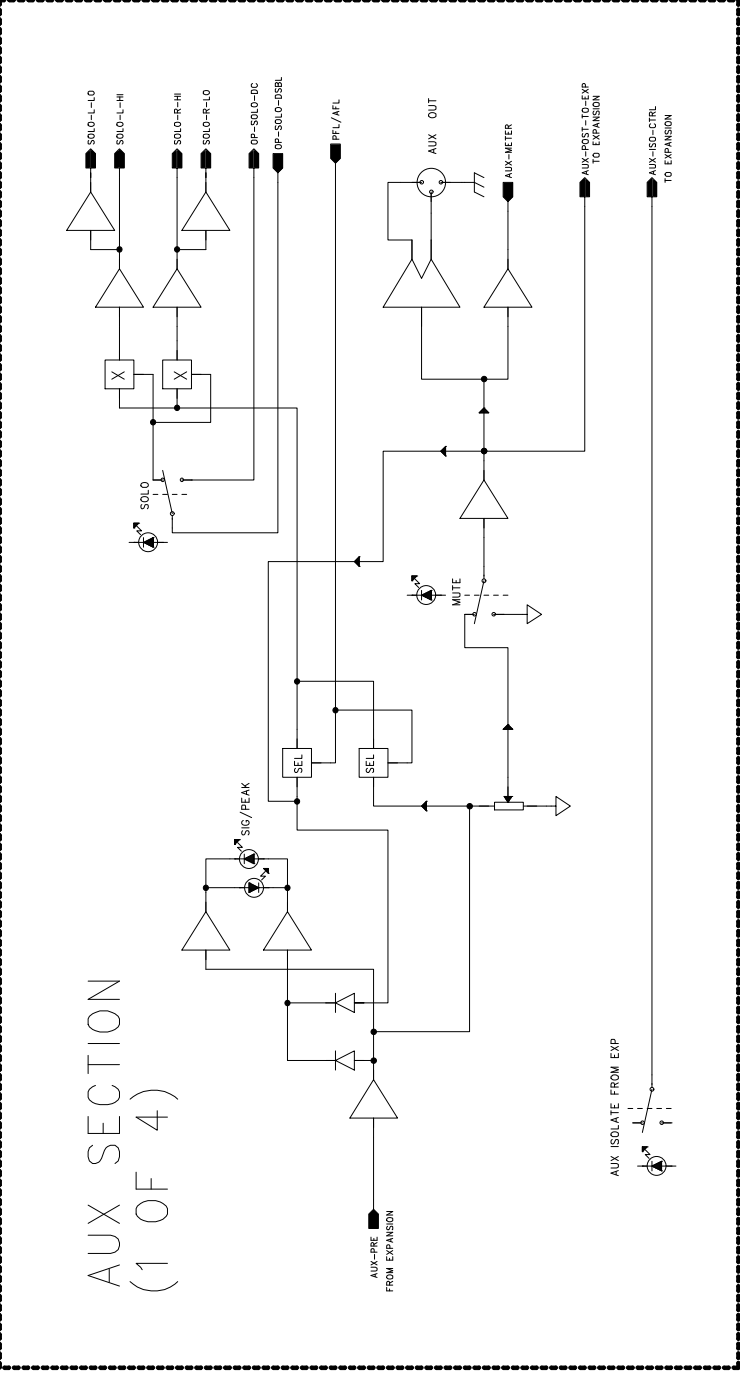 AUX SECTION
(1 OF 4)
SOLO-L-LO
SOLO-L-HI
SOLO-R-HI
SOLO-R-LO
OP-SOLO-DC
OP-SOLO-DSBL
PFL/AFL
AUX OUT
AUX-METER
AUX-POST-TO-EXP
TO EXPANSION
AUX-ISO-CTRL
TO EXPANSION
X
X
SOLO
MUTE
SEL
SEL
SIG/PEAK
AUX ISOLATE FROM EXP
AUX-PRE
FROM EXPANSION